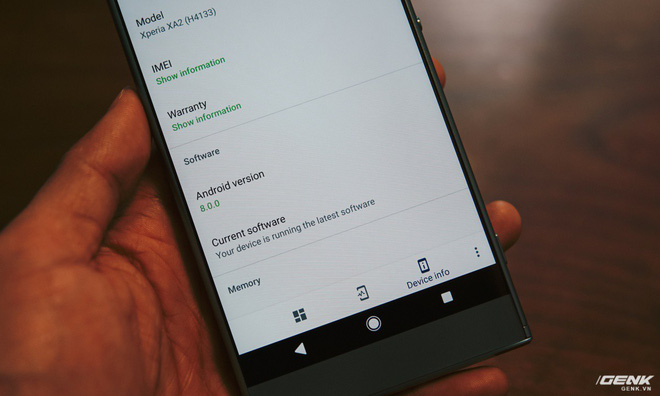 Model
Xperia XA2 (H4133)
IMEI
Show information
Warranty
Show information
Software
Android version
8.0.0
Current software
Your device is running the latest software
Memory
Device info
GENK
GENK.VN